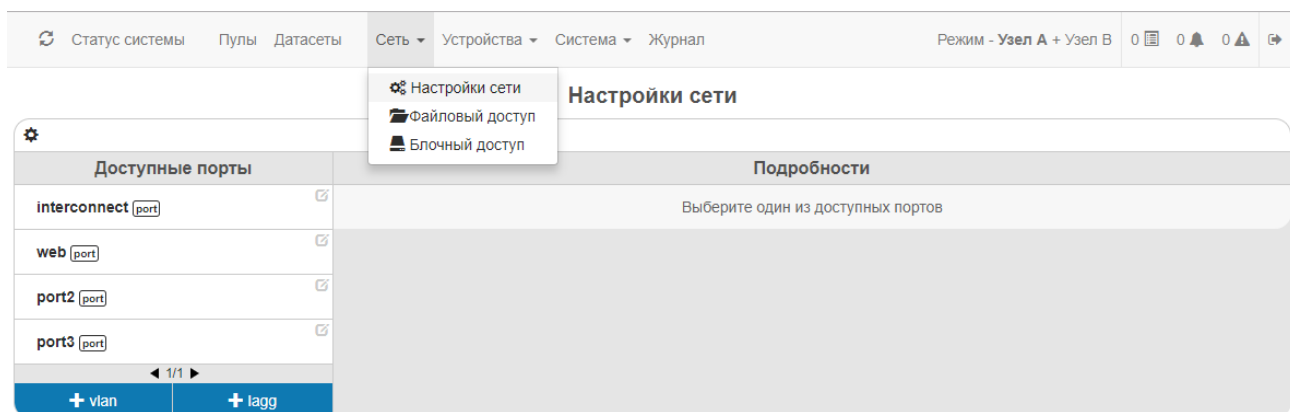 Статус системы Пулы Датасеты Сеть Устройства Система Журнал Режим - Узел A + Узел B 0 0 0
Настройки сети
Файловый доступ
Блочный доступ
Настройки сети
Доступные порты
Подробности
interconnect port
Выберите один из доступных портов
web port
port2 port
port3 port
1/1
+ vlan + lagg